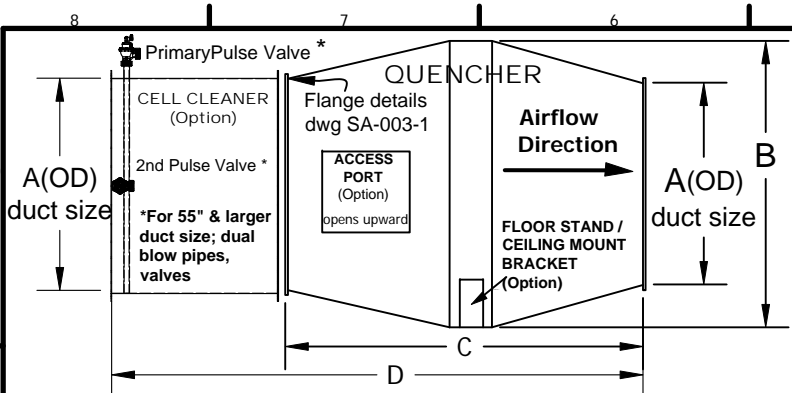 8
7
6
PrimaryPulse Valve *
QUENCHER
CELL CLEANER
(Option)
Flange details
dwg SA-003-1
Airflow
Direction
2nd Pulse Valve *
ACCESS
PORT
(Option)
opens upward
A(OD)
duct size
*For 55" & larger
duct size; dual
blow pipes,
valves
A(OD)
duct size
B
FLOOR STAND /
CEILING MOUNT
BRACKET
(Option)
C
D